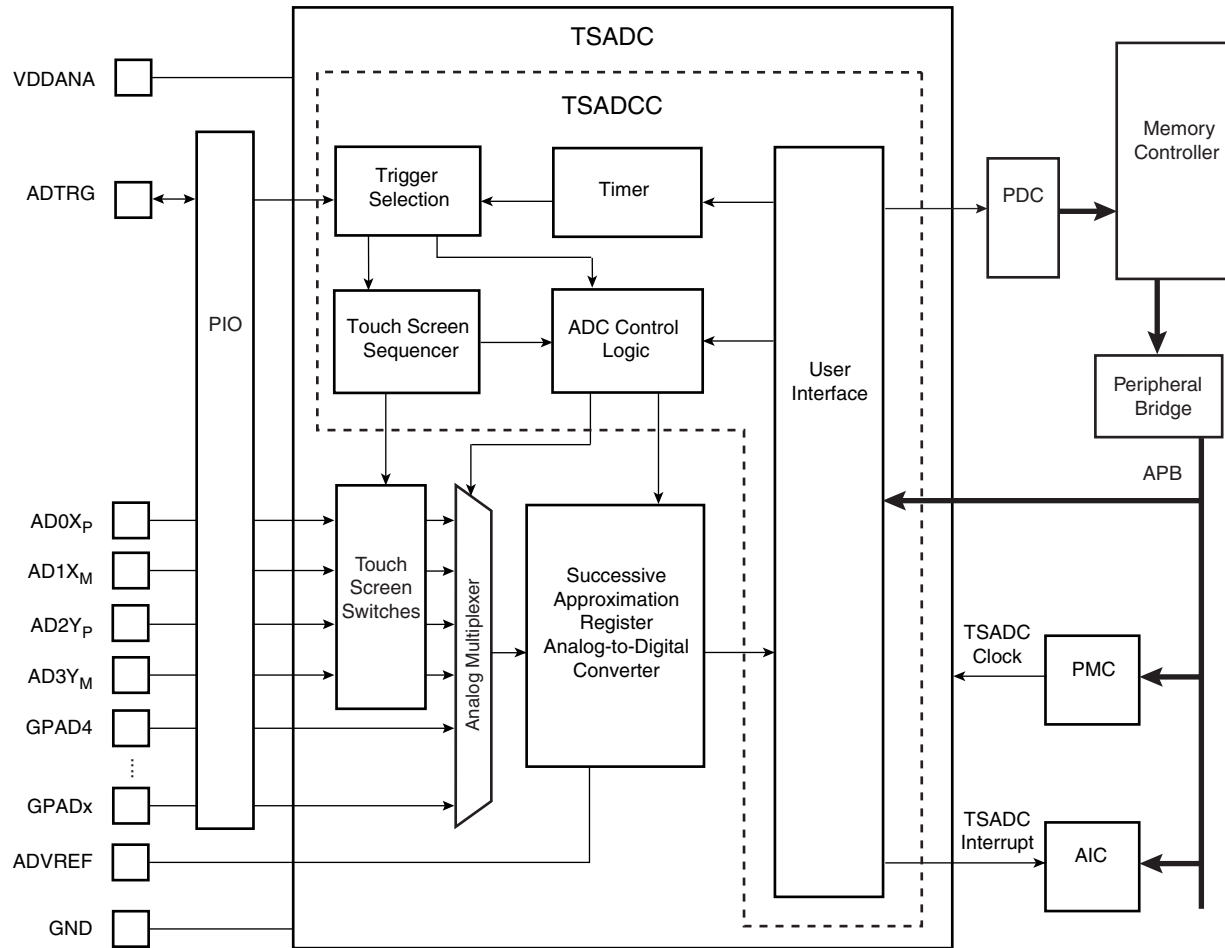 TSADC
VDDANA
TSADCC
Memory
Controller
Trigger
Selection
Timer
PDC
ADTRG
PIO
Touch Screen
Sequencer
ADC Control
Logic
User
Interface
Peripheral
Bridge
APB
AD0XP
AD1XM
AD2YP
AD3YM
GPAD4
GPADx
ADVREF
GND
Touch
Screen
Switches
Analog Multiplexer
Successive
Approximation
Register
Analog-to-Digital
Converter
TSADC
Clock
PMC
TSADC
Interrupt
AIC